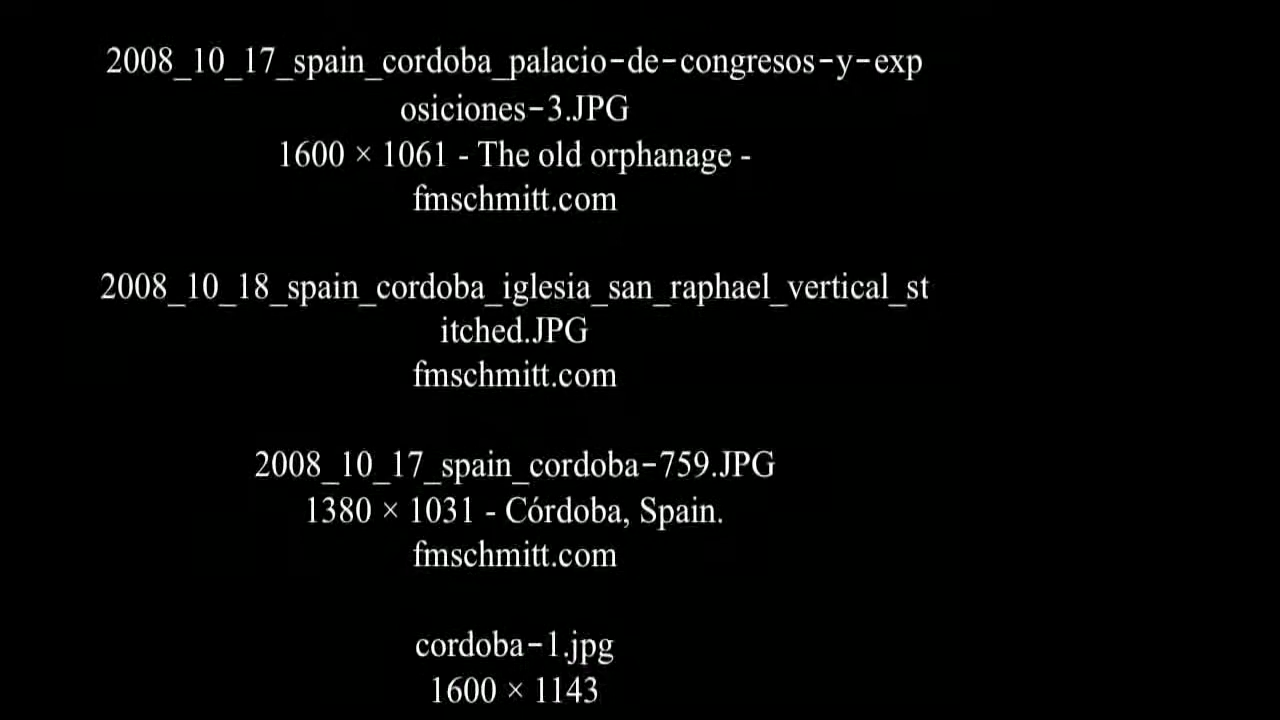 2008_10_17_spain_cordoba_palacio-de-congresos-y-exp
osiciones-3.JPG
1600 × 1061 - The old orphanage -
fmschmitt.com
2008_10_18_spain_cordoba_iglesia_san_raphael_vertical_st
itched.JPG
fmschmitt.com
2008_10_17_spain_cordoba-759.JPG
1380 × 1031 - Córdoba, Spain.
fmschmitt.com
cordoba-1.jpg
1600 × 1143